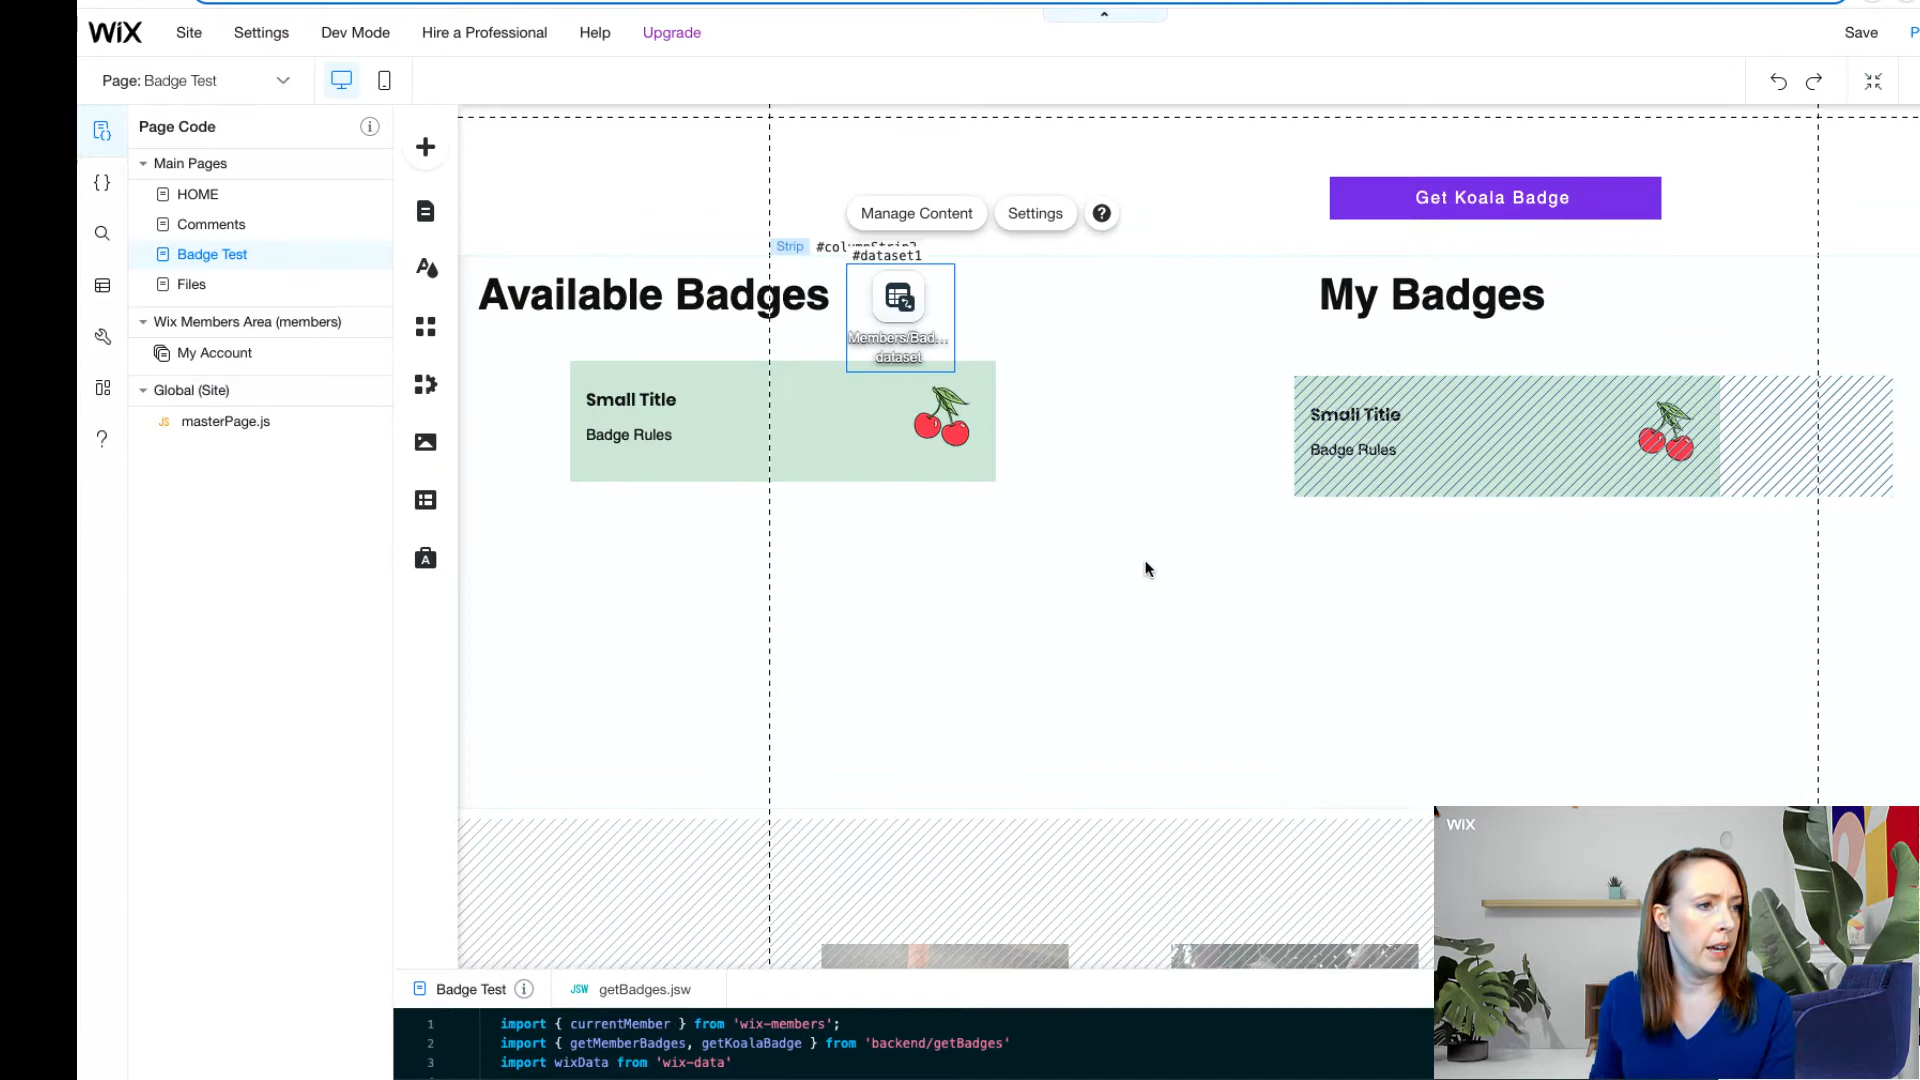 WiX Site Settings Dev Mode Hire a Professional Help Upgrade Save P
Page: Badge Test
Page Code
Main Pages
HOME
Comments
Badge Test
Files
Wix Members Area (members)
My Account
Global (Site)
JS masterPage.js
Get Koala Badge
Manage Content Settings ?
Strip
#dataset1
Available Badges
Members/Bad...
dataset
My Badges
Small Title
Badge Rules
Small Title
Badge Rules
A
Badge Test
JSW getBadges.jsw
1 import { currentMember } from 'wix-members';
2 import { getMemberBadges, getKoalaBadge } from 'backend/getBadges'
3 import wixData from 'wix-data'
WiX